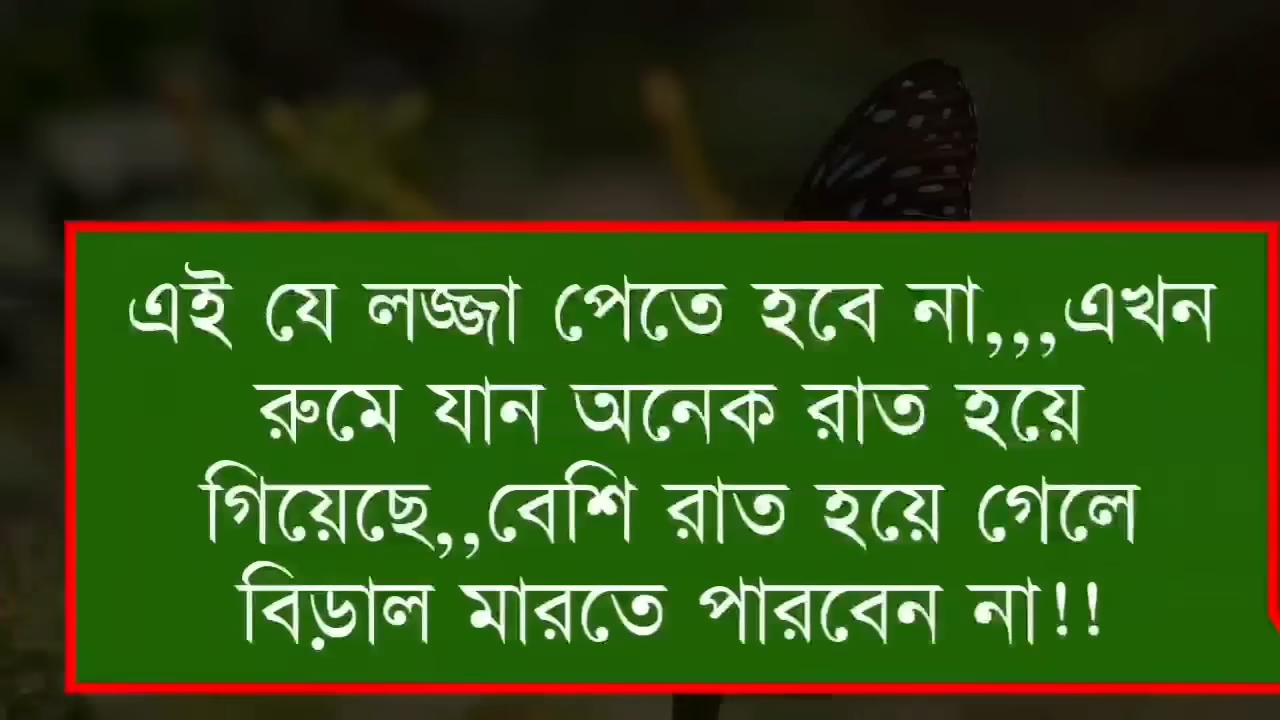 এই যে লজ্জা পেতে হবে না,,,এখন
রুমে যান অনেক রাত হয়ে
গিয়েছে,,বেশি রাত হয়ে গেলে
বিড়াল মারতে পারবেন না!!